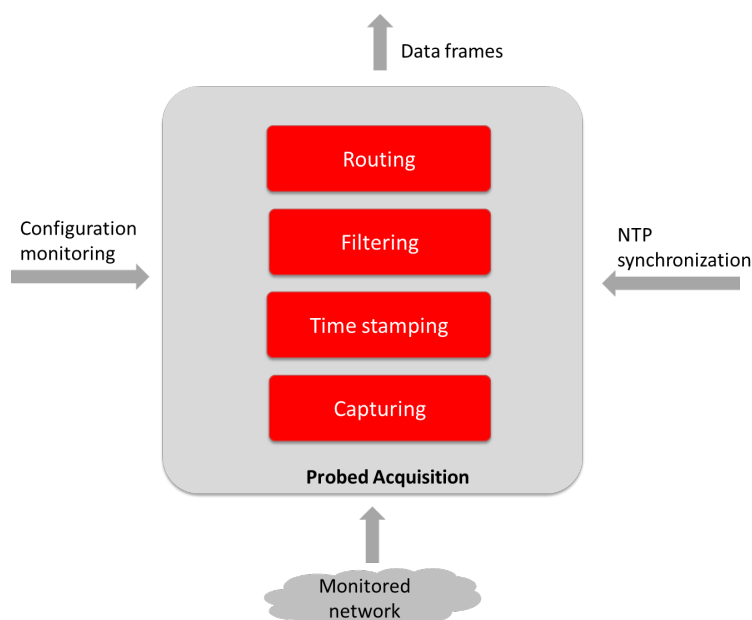 Data frames
Routing
Configuration
monitoring
Filtering
NTP
synchronization
Time stamping
Capturing
Probed Acquisition
Monitored
network